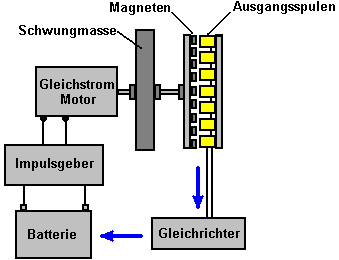 Magneten
Ausgangsspulen
Schwungmasse
Gleichstrom
Motor
Impulsgeber
Batterie
Gleichrichter